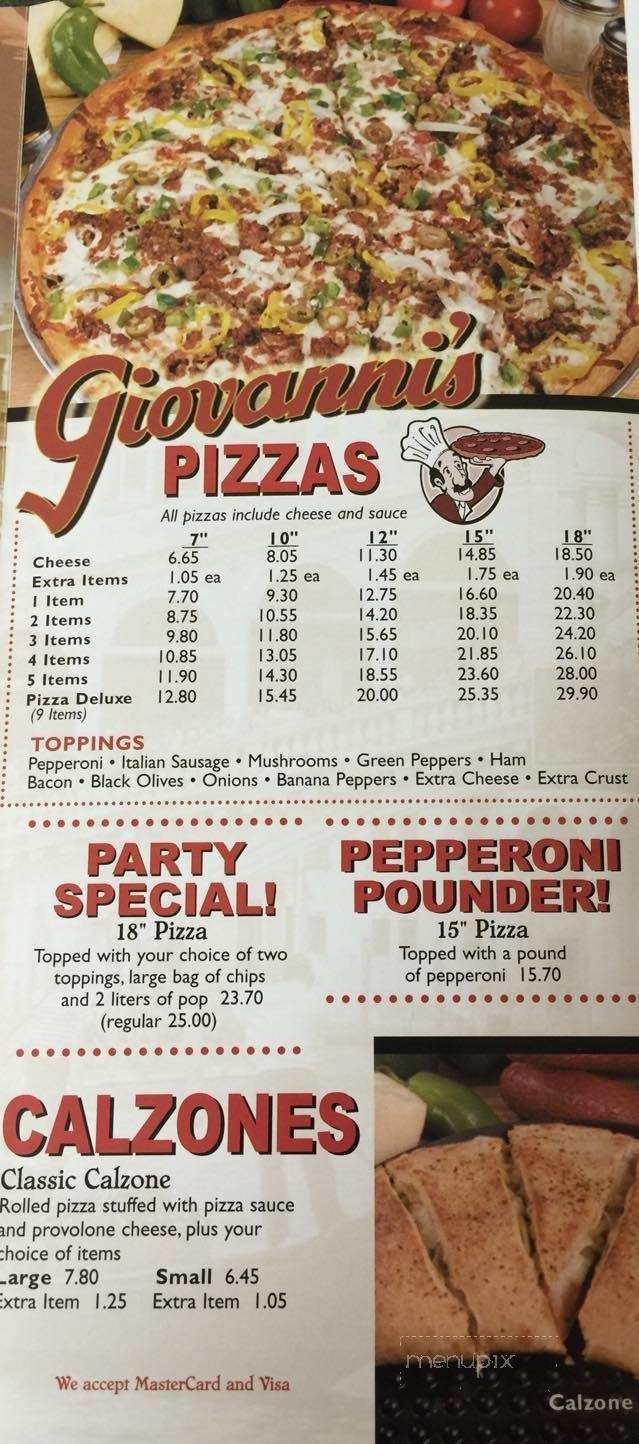 Giovanni's
PIZZAS
All pizzas include cheese and sauce
7" 10" 12" 15" 18"
Cheese 6.65 8.05 11.30 14.85 18.50
Extra Items 1.05 ea 1.25 ea 1.45 ea 1.75 ea 1.90 ea
1 Item 7.70 9.30 12.75 16.60 20.40
2 Items 8.75 10.55 14.20 18.35 22.30
3 Items 9.80 11.80 15.65 20.10 24.20
4 Items 10.85 13.05 17.10 21.85 26.10
5 Items 11.90 14.30 18.55 23.60 28.00
Pizza Deluxe 12.80 15.45 20.00 25.35 29.90
(9 Items)
TOPPINGS
Pepperoni • Italian Sausage • Mushrooms • Green Peppers • Ham
Bacon • Black Olives • Onions • Banana Peppers • Extra Cheese • Extra Crust
PARTY
SPECIAL!
18" Pizza
Topped with your choice of two
toppings, large bag of chips
and 2 liters of pop 23.70
(regular 25.00)
PEPPERONI
POUNDER!
15" Pizza
Topped with a pound
of pepperoni 15.70
CALZONES
Classic Calzone
Rolled pizza stuffed with pizza sauce
and provolone cheese, plus your
choice of items
Large 7.80 Small 6.45
Extra Item 1.25 Extra Item 1.05
We accept MasterCard and Visa
menupix
Calzone